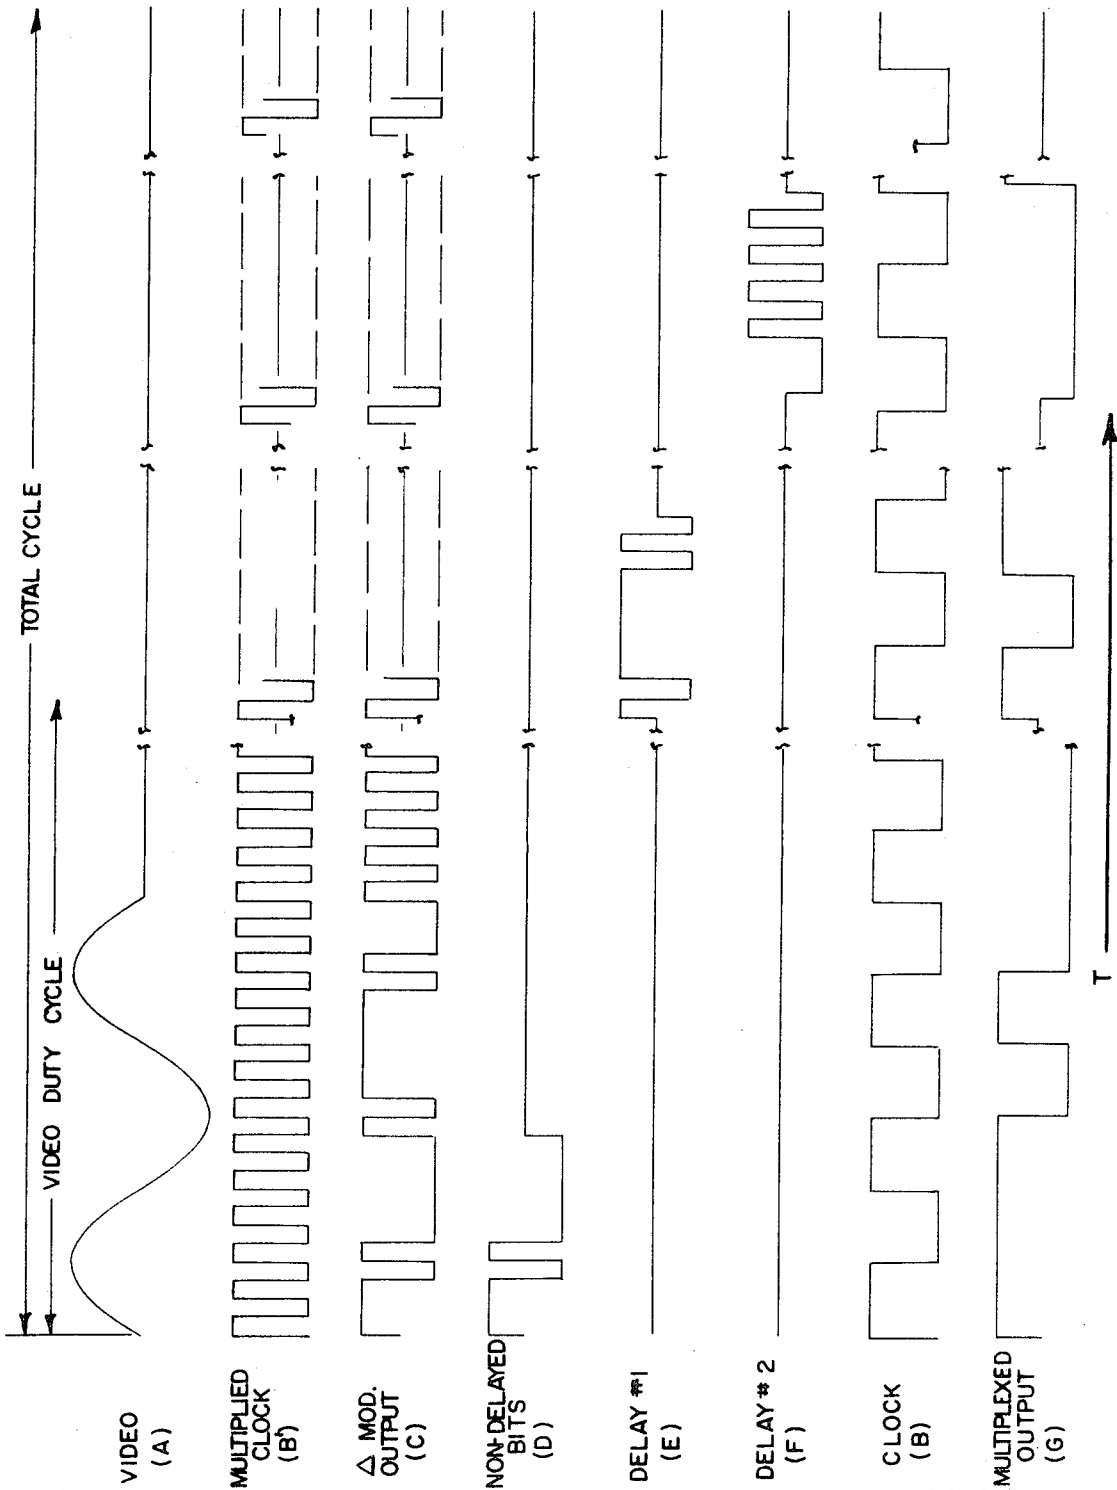 TOTAL CYCLE
VIDEO DUTY CYCLE
VIDEO
(A)
MULTIPLIED
CLOCK
(B')
Δ MOD.
OUTPUT
(C)
NON-DELAYED
BITS
(D)
DELAY #1
(E)
DELAY #2
(F)
CLOCK
(B)
MULTIPLEXED
OUTPUT
(G)
T